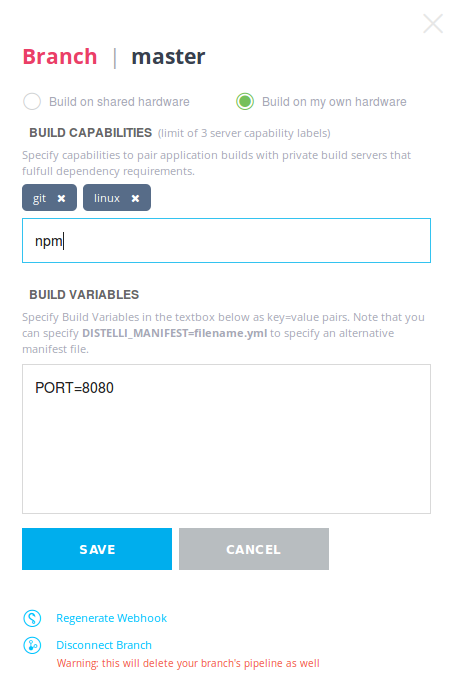 Branch | master
Build on shared hardware Build on my own hardware
BUILD CAPABILITIES (limit of 3 server capability labels)
Specify capabilities to pair application builds with private build servers that
fulfull dependency requirements.
git ✖ linux ✖
npm
BUILD VARIABLES
Specify Build Variables in the textbox below as key=value pairs. Note that you
can specify DISTELLI_MANIFEST=filename.yml to specify an alternative
manifest file.
PORT=8080
SAVE CANCEL
Regenerate Webhook
Disconnect Branch
Warning: this will delete your branch's pipeline as well